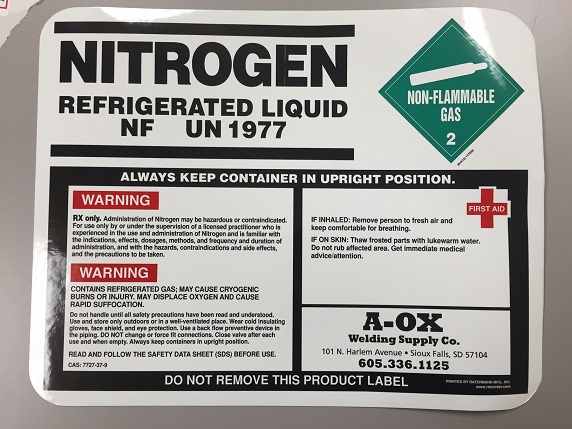 NITROGEN
REFRIGERATED LIQUID
NF UN 1977
NON-FLAMMABLE
GAS
2
ALWAYS KEEP CONTAINER IN UPRIGHT POSITION.
WARNING
RX only. Administration of Nitrogen may be hazardous or contraindicated.
For use only by or under the supervision of a licensed practitioner who is
experienced in the use and administration of Nitrogen and is familiar with
the indications, effects, dosages, methods, and frequency and duration of
administration, and with the hazards, contraindications and side effects,
and the precautions to be taken.
WARNING
CONTAINS REFRIGERATED GAS; MAY CAUSE CRYOGENIC
BURNS OR INJURY. MAY DISPLACE OXYGEN AND CAUSE
RAPID SUFFOCATION.
Do not handle until all safety precautions have been read and understood.
Use and store only outdoors or in a well-ventilated place. Wear cold insulating
gloves, face shield, and eye protection. Use a back flow preventive device in
the piping. DO NOT change or force fit connections. Close valve after each
use and when empty. Always keep containers in upright position.
READ AND FOLLOW THE SAFETY DATA SHEET (SDS) BEFORE USE.
CAS: 7727-37-9
FIRST AID
IF INHALED: Remove person to fresh air and
keep comfortable for breathing.
IF ON SKIN: Thaw frosted parts with lukewarm water.
Do not rub affected area. Get immediate medical
advice/attention.
A-OX
Welding Supply Co.
101 N. Harlem Avenue • Sioux Falls, SD 57104
605.336.1125
DO NOT REMOVE THIS PRODUCT LABEL
PRINTED BY RATERMANN MFG., INC.